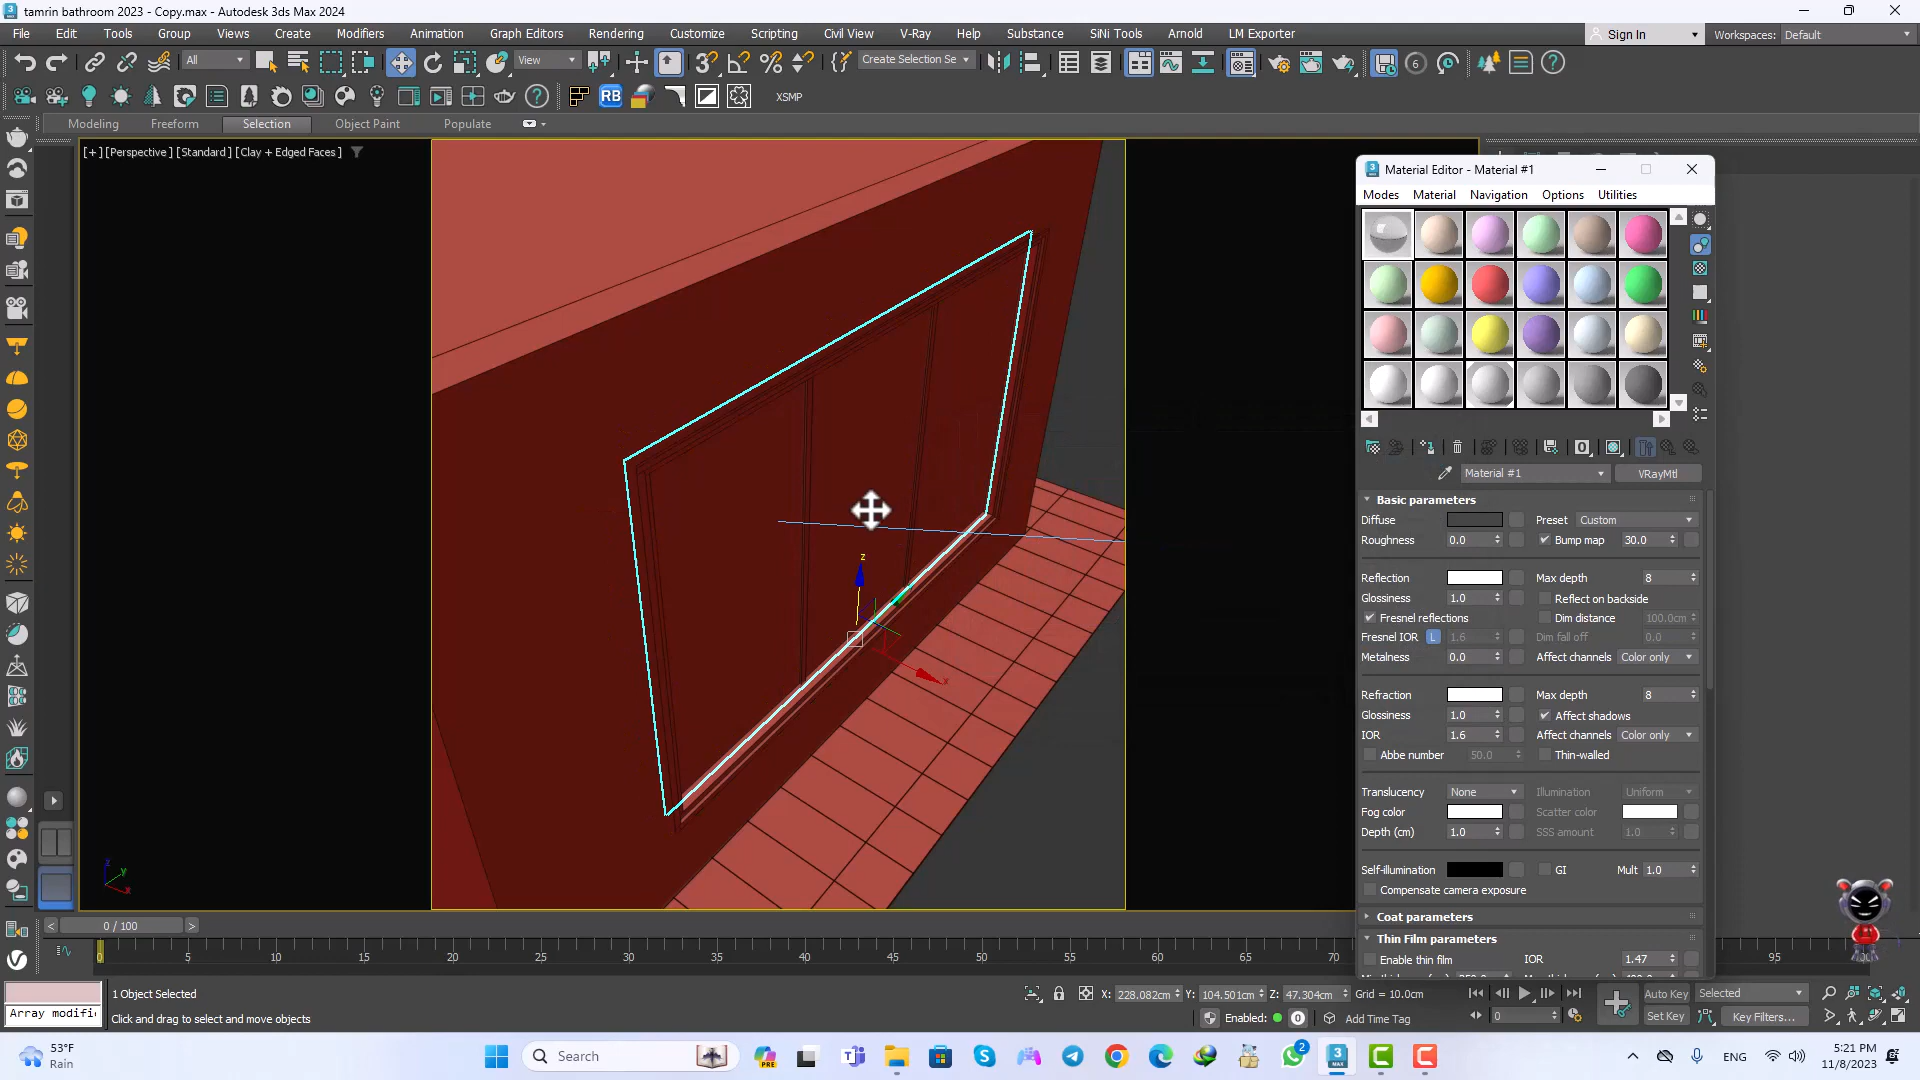 tamrin bathroom 2023 - Copy.max - Autodesk 3ds Max 2024
File Edit Tools Group Views Create Modifiers Animation Graph Editors Rendering Customize Scripting Civil View V-Ray Help Substance SiNi Tools Arnold LM Exporter
Sign In Workspaces: Default
All View Create Selection Se
RB XSMP
Modeling Freeform Selection Object Paint Populate
[+] [Perspective] [Standard] [Clay + Edged Faces]
Material Editor - Material #1
Modes Material Navigation Options Utilities
Material #1 VRayMtl
Basic parameters
Diffuse Preset Custom
Roughness 0.0 Bump map 30.0
Reflection Max depth 8
Glossiness 1.0 Reflect on backside
Fresnel reflections Dim distance 100.0cm
Fresnel IOR L 1.6 Dim fall off 0.0
Metalness 0.0 Affect channels Color only
Refraction Max depth 8
Glossiness 1.0 Affect shadows
IOR 1.6 Affect channels Color only
Abbe number 50.0 Thin-walled
Translucency None Illumination Uniform
Fog color Scatter color
Depth (cm) 1.0 SSS amount 1.0
Self-illumination GI Mult 1.0
Compensate camera exposure
Coat parameters
Thin Film parameters
Enable thin film IOR 1.47
z
x
z y x
0 / 100
0 5 10 15 20 25 30 35 40 45 50 55 60 65 70 95
1 Object Selected
X: 228.082cm Y: 104.501cm Z: 47.304cm Grid = 10.0cm
Auto Key Selected
Array modifi
Click and drag to select and move objects
Enabled: 0 Add Time Tag
0 Set Key Key Filters...
53°F
Rain
Search
PRE
2
ENG
5:21 PM
11/8/2023